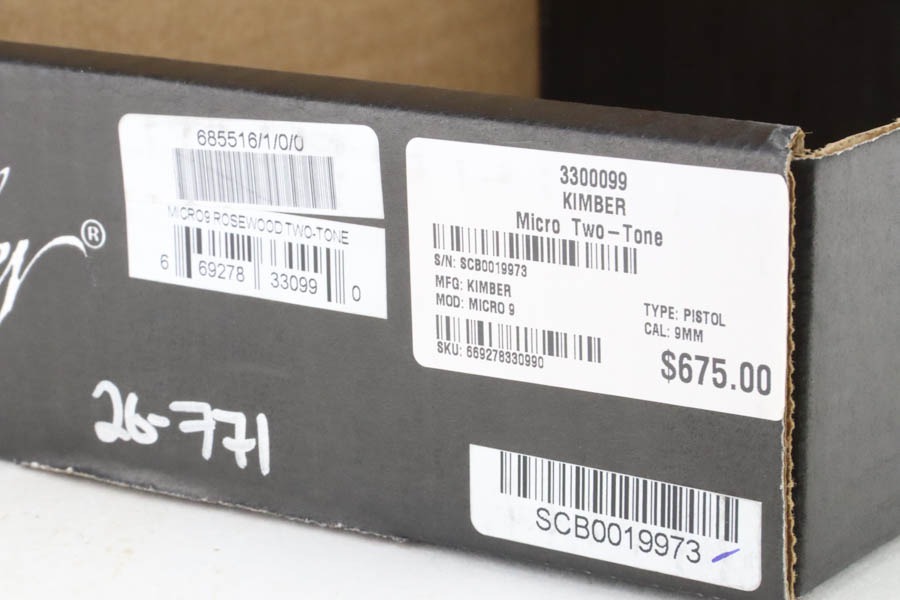 685516/1/0/0
MICRO9 ROSEWOOD TWO-TONE
6 69278 33099 0
3300099
KIMBER
Micro Two-Tone
S/N: SCB0019973
MFG: KIMBER
MOD: MICRO 9
TYPE: PISTOL
CAL: 9MM
SKU: 669278330990
$675.00
®
26-771
SCB0019973